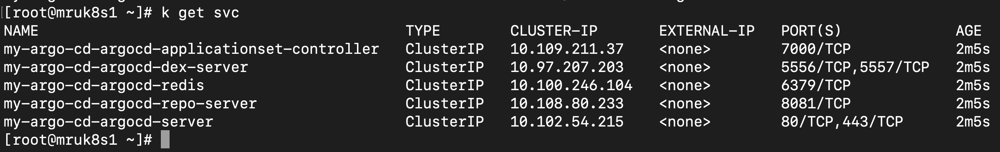 [root@mruk8s1 ~]# k get svc
NAME TYPE CLUSTER-IP EXTERNAL-IP PORT(S) AGE
my-argo-cd-argocd-applicationset-controller ClusterIP 10.109.211.37 <none> 7000/TCP 2m5s
my-argo-cd-argocd-dex-server ClusterIP 10.97.207.203 <none> 5556/TCP,5557/TCP 2m5s
my-argo-cd-argocd-redis ClusterIP 10.100.246.104 <none> 6379/TCP 2m5s
my-argo-cd-argocd-repo-server ClusterIP 10.108.80.233 <none> 8081/TCP 2m5s
my-argo-cd-argocd-server ClusterIP 10.102.54.215 <none> 80/TCP,443/TCP 2m5s
[root@mruk8s1 ~]#